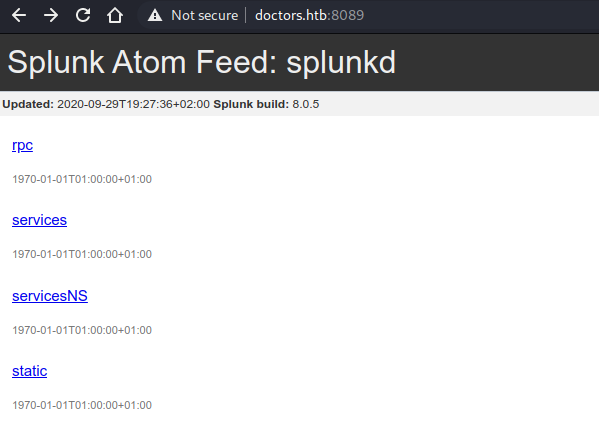 Not secure doctors.htb:8089
Splunk Atom Feed: splunkd
Updated: 2020-09-29T19:27:36+02:00 Splunk build: 8.0.5
rpc
1970-01-01T01:00:00+01:00
services
1970-01-01T01:00:00+01:00
servicesNS
1970-01-01T01:00:00+01:00
static
1970-01-01T01:00:00+01:00